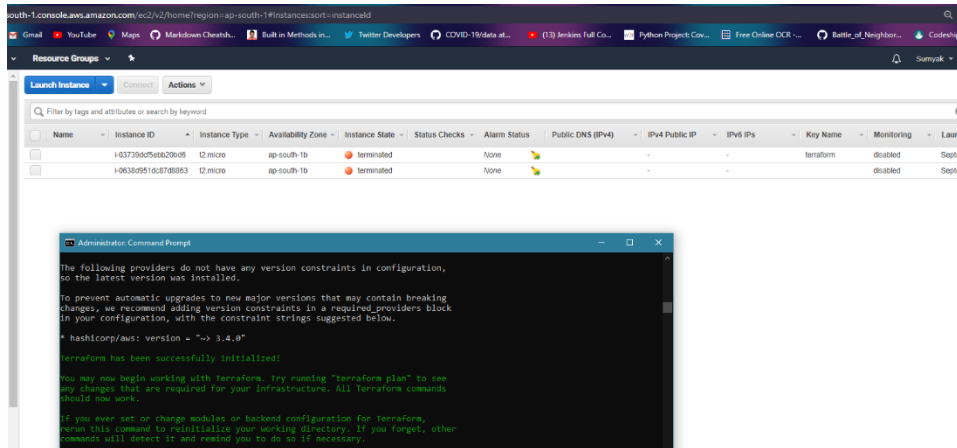 south-1.console.aws.amazon.com/ec2/v2/home?region=ap-south-1#Instances:sort=instanceId
Gmail YouTube Maps Markdown Cheatsh... Built in Methods in... Twitter Developers COVID-19/data at... (13) Jenkins Full Co... Python Project: Cov... Free Online OCR -... Battle_of_Neighbor... Codeship
Resource Groups Sumyak
Launch Instance Connect Actions
Filter by tags and attributes or search by keyword
Name Instance ID Instance Type Availability Zone Instance State Status Checks Alarm Status Public DNS (IPv4) IPv4 Public IP IPv6 IPs Key Name Monitoring Laun
i-03739dcf5ebb20bd6 t2.micro ap-south-1b terminated None - - terraform disabled Sept
i-0638d951dc87d8863 t2.micro ap-south-1b terminated None - - disabled Sept
Administrator: Command Prompt
The following providers do not have any version constraints in configuration,
so the latest version was installed.
To prevent automatic upgrades to new major versions that may contain breaking
changes, we recommend adding version constraints in a required_providers block
in your configuration, with the constraint strings suggested below.
* hashicorp/aws: version = "~> 3.4.0"
Terraform has been successfully initialized!
You may now begin working with Terraform. Try running "terraform plan" to see
any changes that are required for your infrastructure. All Terraform commands
should now work.
If you ever set or change modules or backend configuration for Terraform,
rerun this command to reinitialize your working directory. If you forget, other
commands will detect it and remind you to do so if necessary.